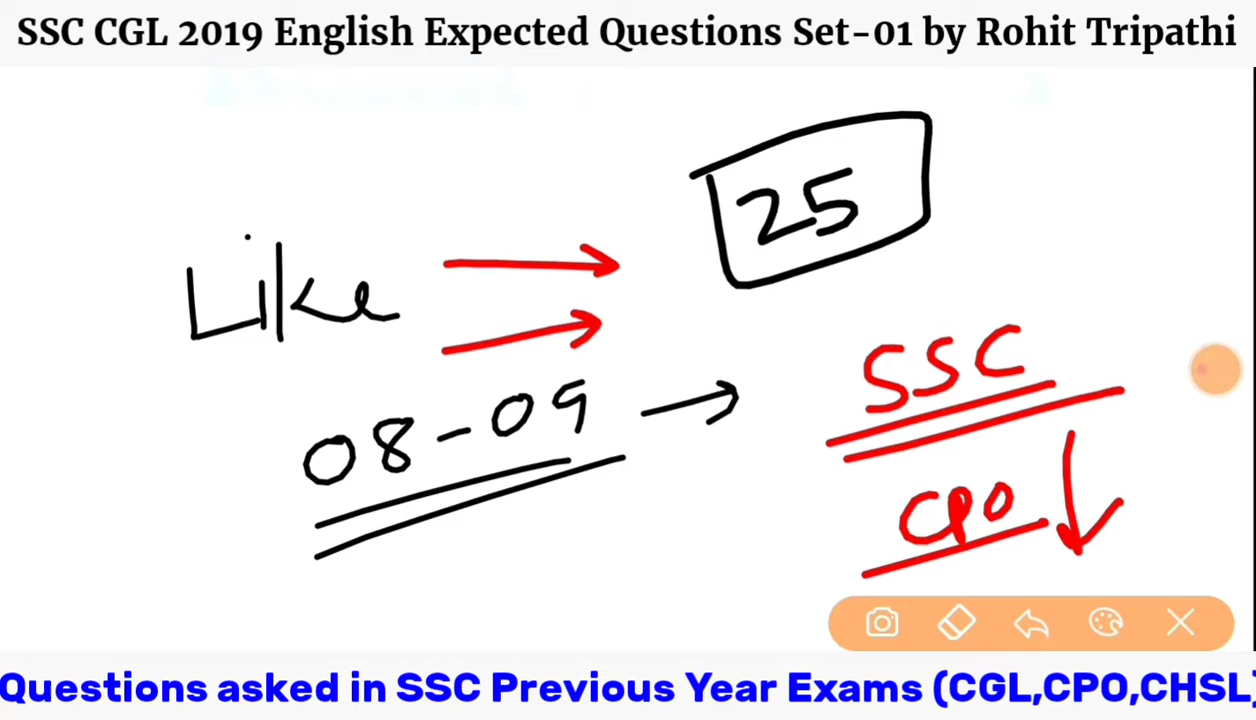 SSC CGL 2019 English Expected Questions Set-01 by Rohit Tripathi
25
Like
SSC
08-09
CPO
Questions asked in SSC Previous Year Exams (CGL,CPO,CHSL)